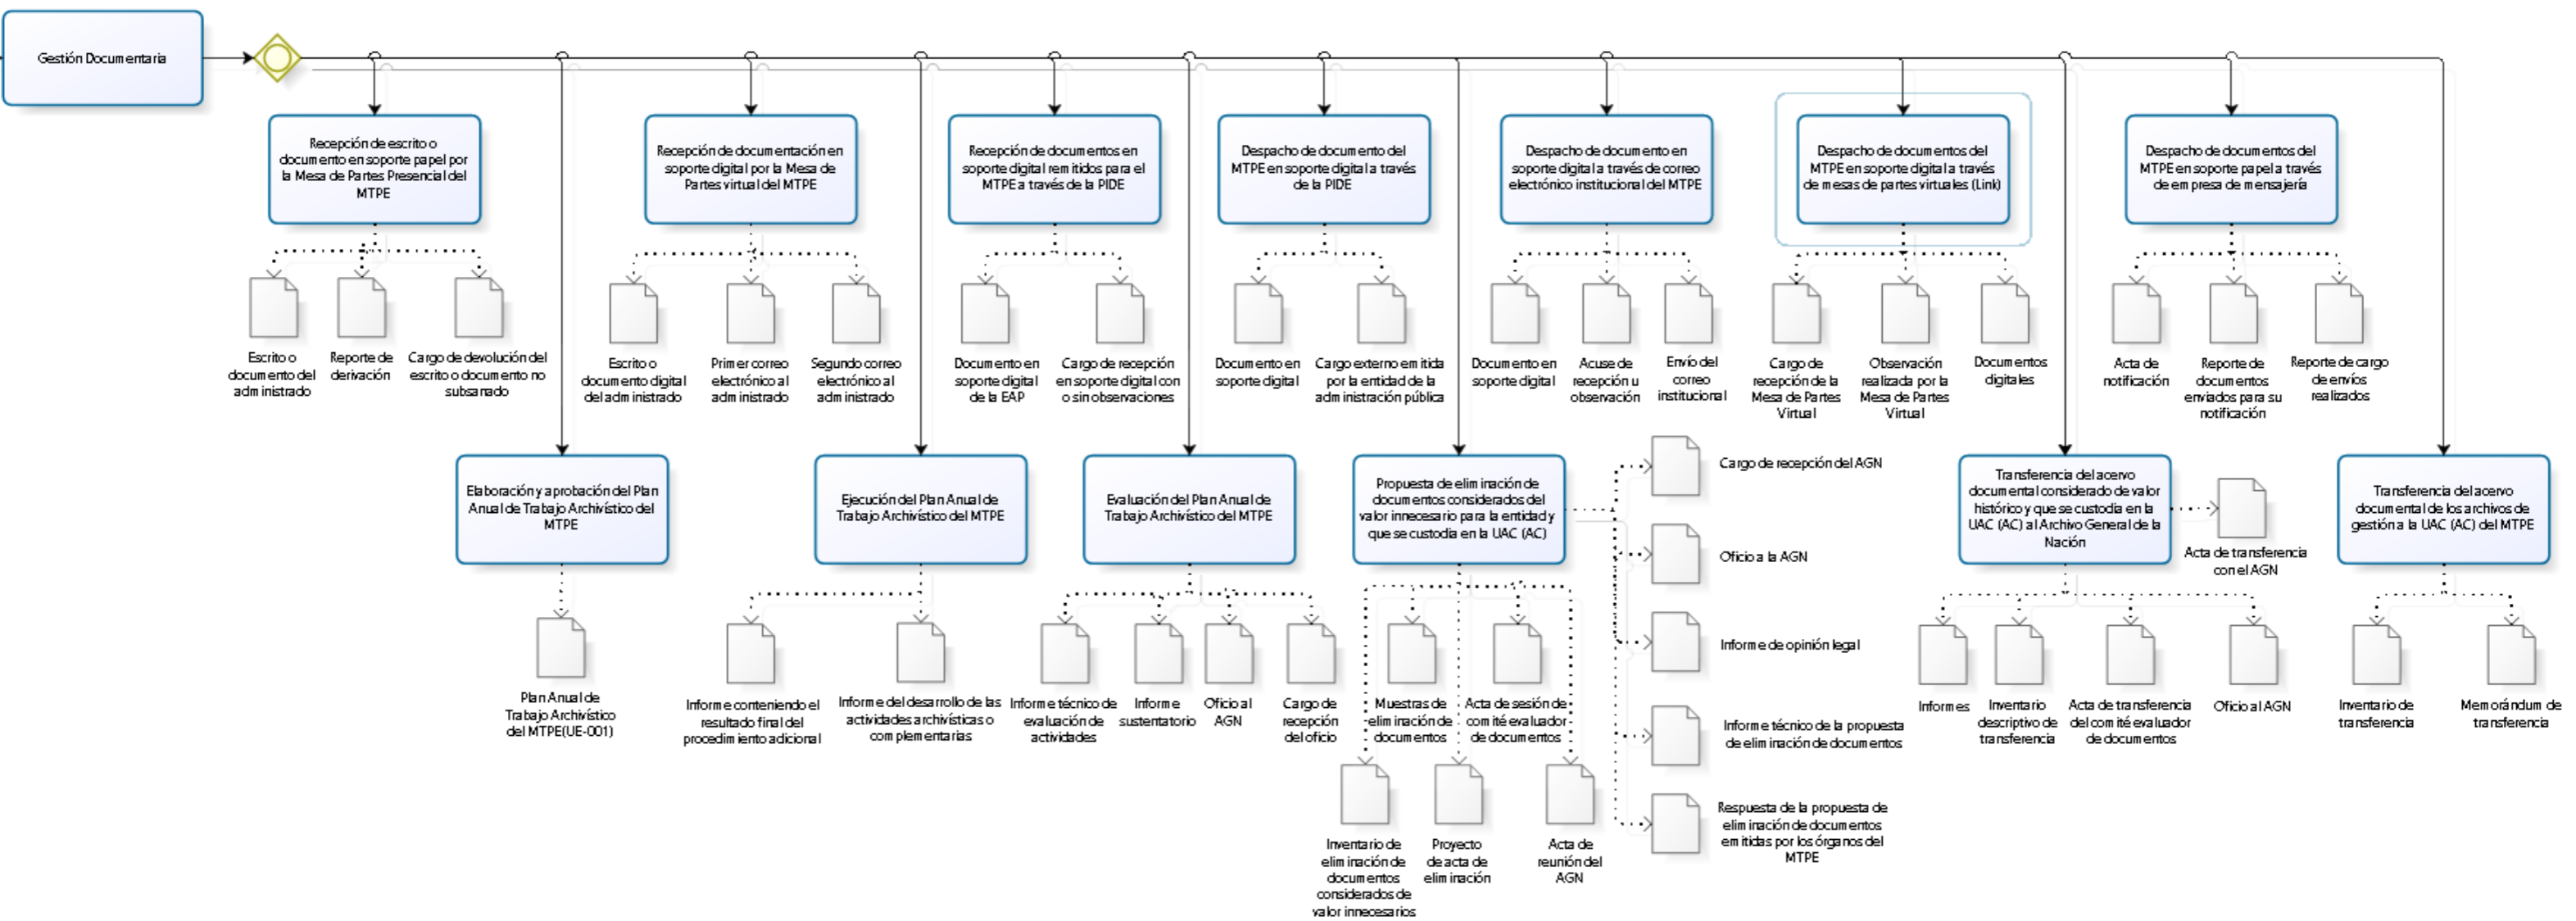 Gestión Documentaria
Recepción de escrito o
documento en soporte papel por
la Mesa de Partes Presencial del
MTPE
Recepción de documentación en
soporte digital por la Mesa de
Partes virtual del MTPE
Recepción de documentos en
soporte digital remitidos para el
MTPE a través de la PIDE
Despacho de documento del
MTPE en soporte digital a través
de la PIDE
Despacho de documento en
soporte digital a través de correo
electrónico institucional del MTPE
Despacho de documentos del
MTPE en soporte digital a través
de mesas de partes virtuales (Link)
Despacho de documentos del
MTPE en soporte papel a través
de empresa de mensajería
Escrito o
documento del
administrado
Reporte de
derivación
Cargo de devolución del
escrito o documento no
subsanado
Escrito o
documento digital
del administrado
Primer correo
electrónico al
administrado
Segundo correo
electrónico al
administrado
Documento en
soporte digital
de la EAP
Cargo de recepción
en soporte digital con
o sin observaciones
Documento en
soporte digital
Cargo externo emitida
por la entidad de la
administración pública
Documento en
soporte digital
Acuse de
recepción u
observación
Envío del
correo
institucional
Cargo de
recepción de la
Mesa de Partes
Virtual
Observación
realizada por la
Mesa de Partes
Virtual
Documentos
digitales
Acta de
notificación
Reporte de
documentos
enviados para su
notificación
Reporte de cargo
de envíos
realizados
Elaboración y aprobación del Plan
Anual de Trabajo Archivístico del
MTPE
Ejecución del Plan Anual de
Trabajo Archivístico del MTPE
Evaluación del Plan Anual de
Trabajo Archivístico del MTPE
Propuesta de eliminación de
documentos considerados del
valor innecesario para la entidad y
que se custodia en la UAC (AC)
Cargo de recepción del AGN
Oficio a la AGN
Informe de opinión legal
Informe técnico de la propuesta
de eliminación de documentos
Respuesta de la propuesta de
eliminación de documentos
emitidas por los órganos del
MTPE
Transferencia del acervo
documental considerado de valor
histórico y que se custodia en la
UAC (AC) al Archivo General de la
Nación
Acta de transferencia
con el AGN
Transferencia del acervo
documental de los archivos de
gestión a la UAC (AC) del MTPE
Plan Anual de
Trabajo Archivístico
del MTPE(UE-001)
Informe conteniendo el
resultado final del
procedimiento adicional
Informe del desarrollo de las
actividades archivísticas o
complementarias
Informe técnico de
evaluación de
actividades
Informe
sustentatorio
Oficio al
AGN
Cargo de
recepción
del oficio
Muestras de
eliminación de
documentos
Acta de sesión de
comité evaluador
de documentos
Inventario de
eliminación de
documentos
considerados de
valor innecesarios
Proyecto
de acta de
eliminación
Acta de
reunión del
AGN
Informes
Inventario
descriptivo de
transferencia
Acta de transferencia
del comité evaluador
de documentos
Oficio al AGN
Inventario de
transferencia
Memorándum de
transferencia